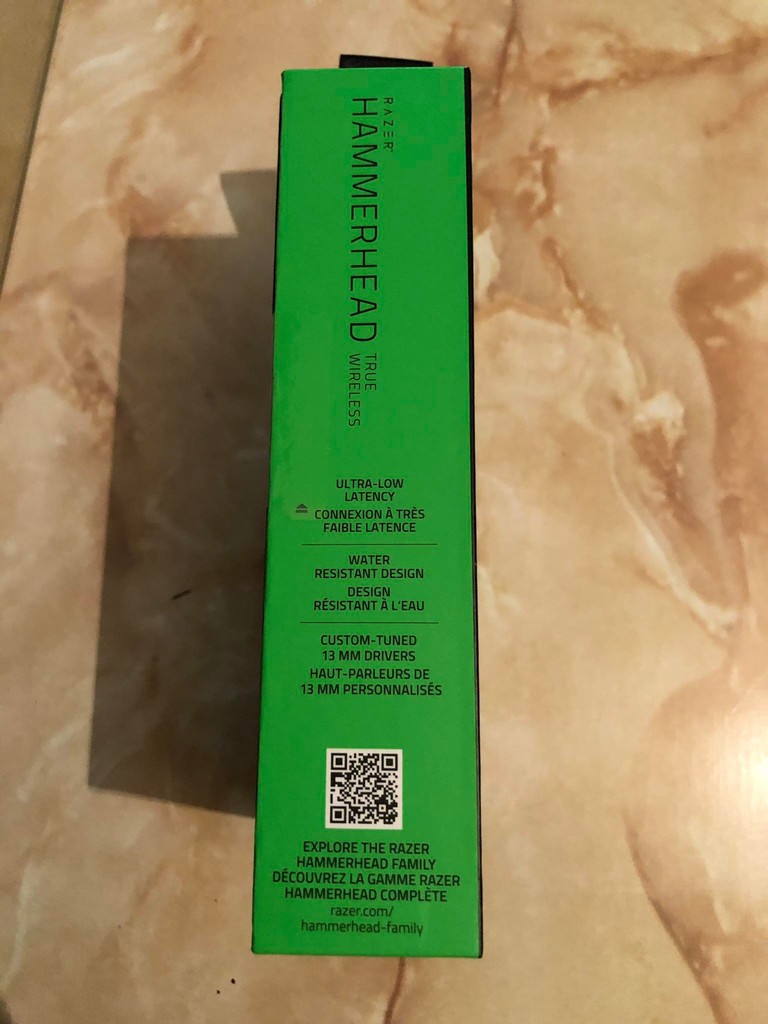 RAZER
HAMMERHEAD
TRUE
WIRELESS
ULTRA-LOW
LATENCY
CONNEXION À TRÈS
FAIBLE LATENCE
WATER
RESISTANT DESIGN
DESIGN
RÉSISTANT À L'EAU
CUSTOM-TUNED
13 MM DRIVERS
HAUT-PARLEURS DE
13 MM PERSONNALISÉS
EXPLORE THE RAZER
HAMMERHEAD FAMILY
DÉCOUVREZ LA GAMME RAZER
HAMMERHEAD COMPLÈTE
razer.com/
hammerhead-family